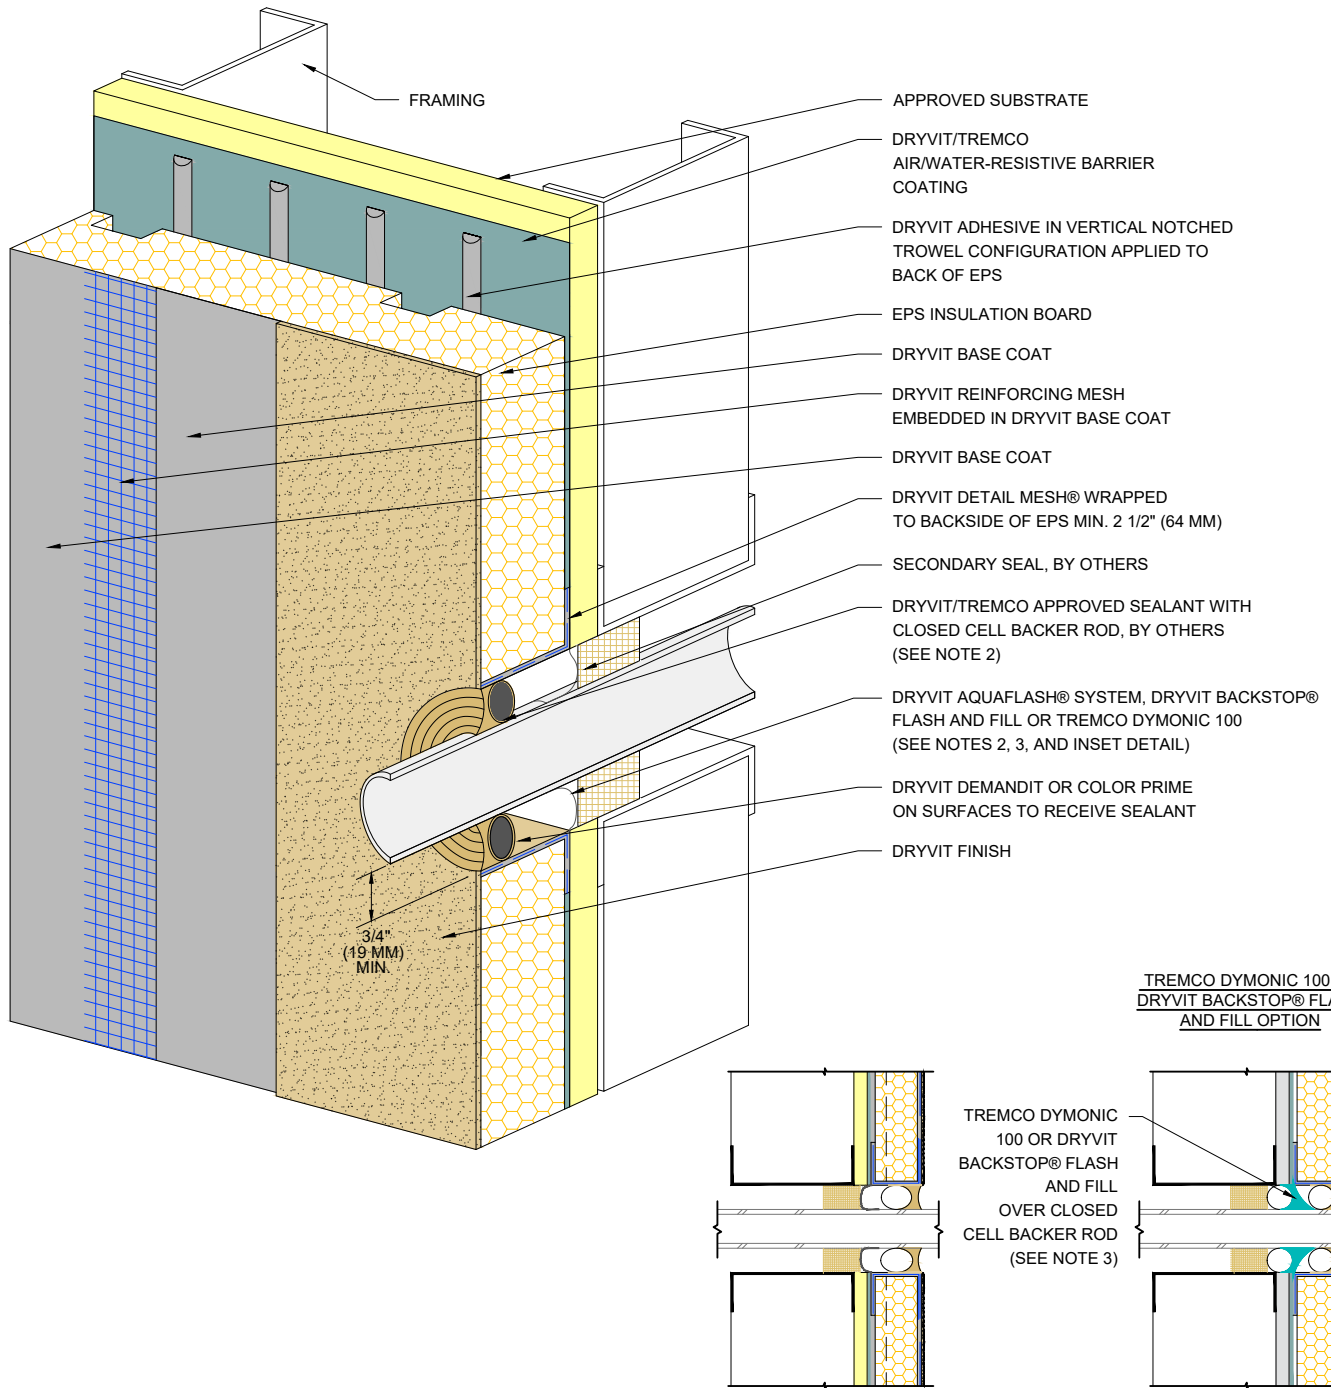 FRAMING
APPROVED SUBSTRATE
DRYVIT/TREMCO
AIR/WATER-RESISTIVE BARRIER
COATING
DRYVIT ADHESIVE IN VERTICAL NOTCHED
TROWEL CONFIGURATION APPLIED TO
BACK OF EPS
EPS INSULATION BOARD
DRYVIT BASE COAT
DRYVIT REINFORCING MESH
EMBEDDED IN DRYVIT BASE COAT
DRYVIT BASE COAT
DRYVIT DETAIL MESH® WRAPPED
TO BACKSIDE OF EPS MIN. 2 1/2" (64 MM)
SECONDARY SEAL, BY OTHERS
DRYVIT/TREMCO APPROVED SEALANT WITH
CLOSED CELL BACKER ROD, BY OTHERS
(SEE NOTE 2)
DRYVIT AQUAFLASH® SYSTEM, DRYVIT BACKSTOP®
FLASH AND FILL OR TREMCO DYMONIC 100
(SEE NOTES 2, 3, AND INSET DETAIL)
DRYVIT DEMANDIT OR COLOR PRIME
ON SURFACES TO RECEIVE SEALANT
DRYVIT FINISH
3/4"
(19 MM)
MIN.
TREMCO DYMONIC 100
DRYVIT BACKSTOP®
AND FILL OPTION
TREMCO DYMONIC
100 OR DRYVIT
BACKSTOP® FLASH
AND FILL
OVER CLOSED
CELL BACKER ROD
(SEE NOTE 3)